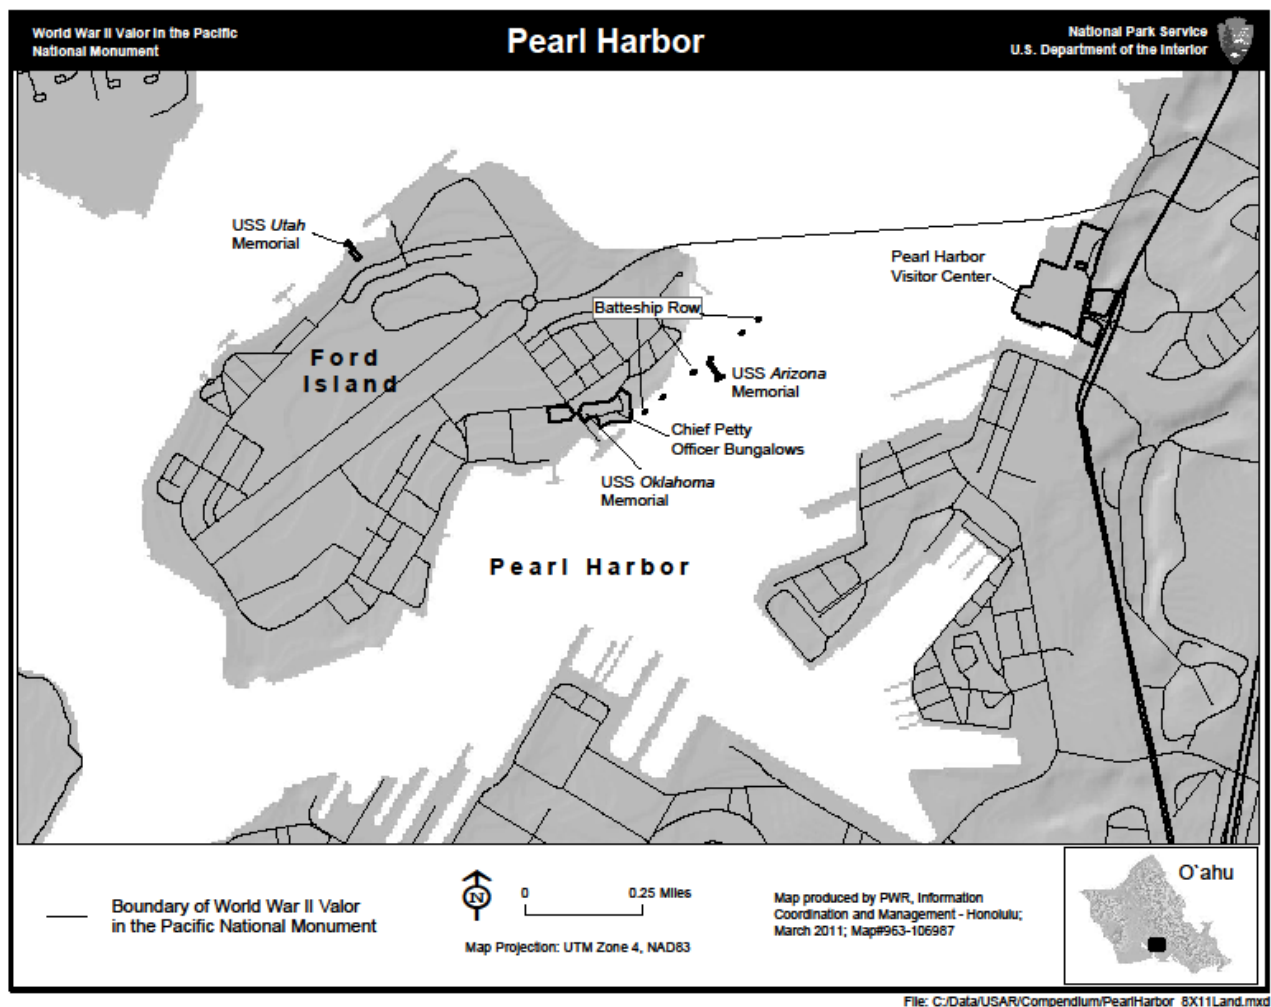 World War II Valor in the Pacific
National Monument
Pearl Harbor
National Park Service
U.S. Department of the Interior
USS Utah
Memorial
Pearl Harbor
Visitor Center
Batteship Row
Ford
Island
USS Arizona
Memorial
Chief Petty
Officer Bungalows
USS Oklahoma
Memorial
Pearl Harbor
Boundary of World War II Valor
in the Pacific National Monument
N
0 0.25 Miles
Map Projection: UTM Zone 4, NAD83
Map produced by PWR, Information
Coordination and Management - Honolulu;
March 2011; Map#963-106987
O`ahu
File: C:/Data/USAR/Compendium/PearlHarbor_8X11Land.mxd